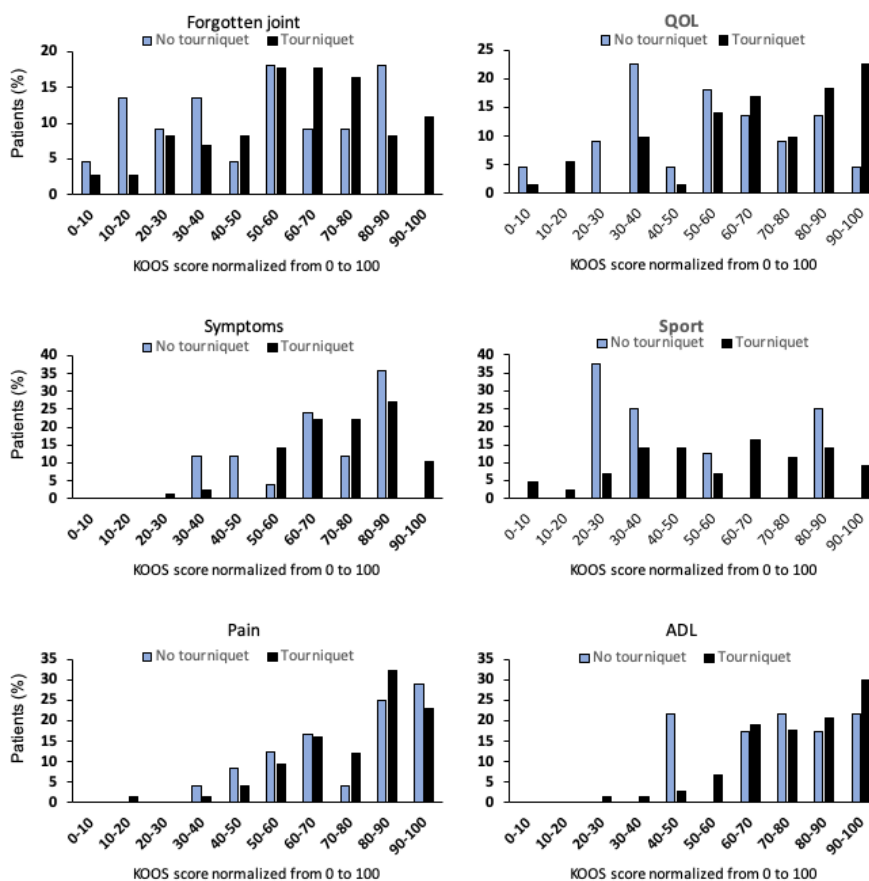 Forgotten joint
No tourniquet Tourniquet
Patients (%)
20
15
10
5
0
0-10 10-20 20-30 30-40 40-50 50-60 60-70 70-80 80-90 90-100
KOOS score normalized from 0 to 100
QOL
No tourniquet Tourniquet
25
20
15
10
5
0
0-10 10-20 20-30 30-40 40-50 50-60 60-70 70-80 80-90 90-100
KOOS score normalized from 0 to 100
Symptoms
No tourniquet Tourniquet
Patients (%)
40
35
30
25
20
15
10
5
0
0-10 10-20 20-30 30-40 40-50 50-60 60-70 70-80 80-90 90-100
KOOS score normalized from 0 to 100
Sport
No tourniquet Tourniquet
40
35
30
25
20
15
10
5
0
0-10 10-20 20-30 30-40 40-50 50-60 60-70 70-80 80-90 90-100
KOOS score normalized from 0 to 100
Pain
No tourniquet Tourniquet
Patients (%)
35
30
25
20
15
10
5
0
0-10 10-20 20-30 30-40 40-50 50-60 60-70 70-80 80-90 90-100
KOOS score normalized from 0 to 100
ADL
No tourniquet Tourniquet
35
30
25
20
15
10
5
0
0-10 10-20 20-30 30-40 40-50 50-60 60-70 70-80 80-90 90-100
KOOS score normalized from 0 to 100